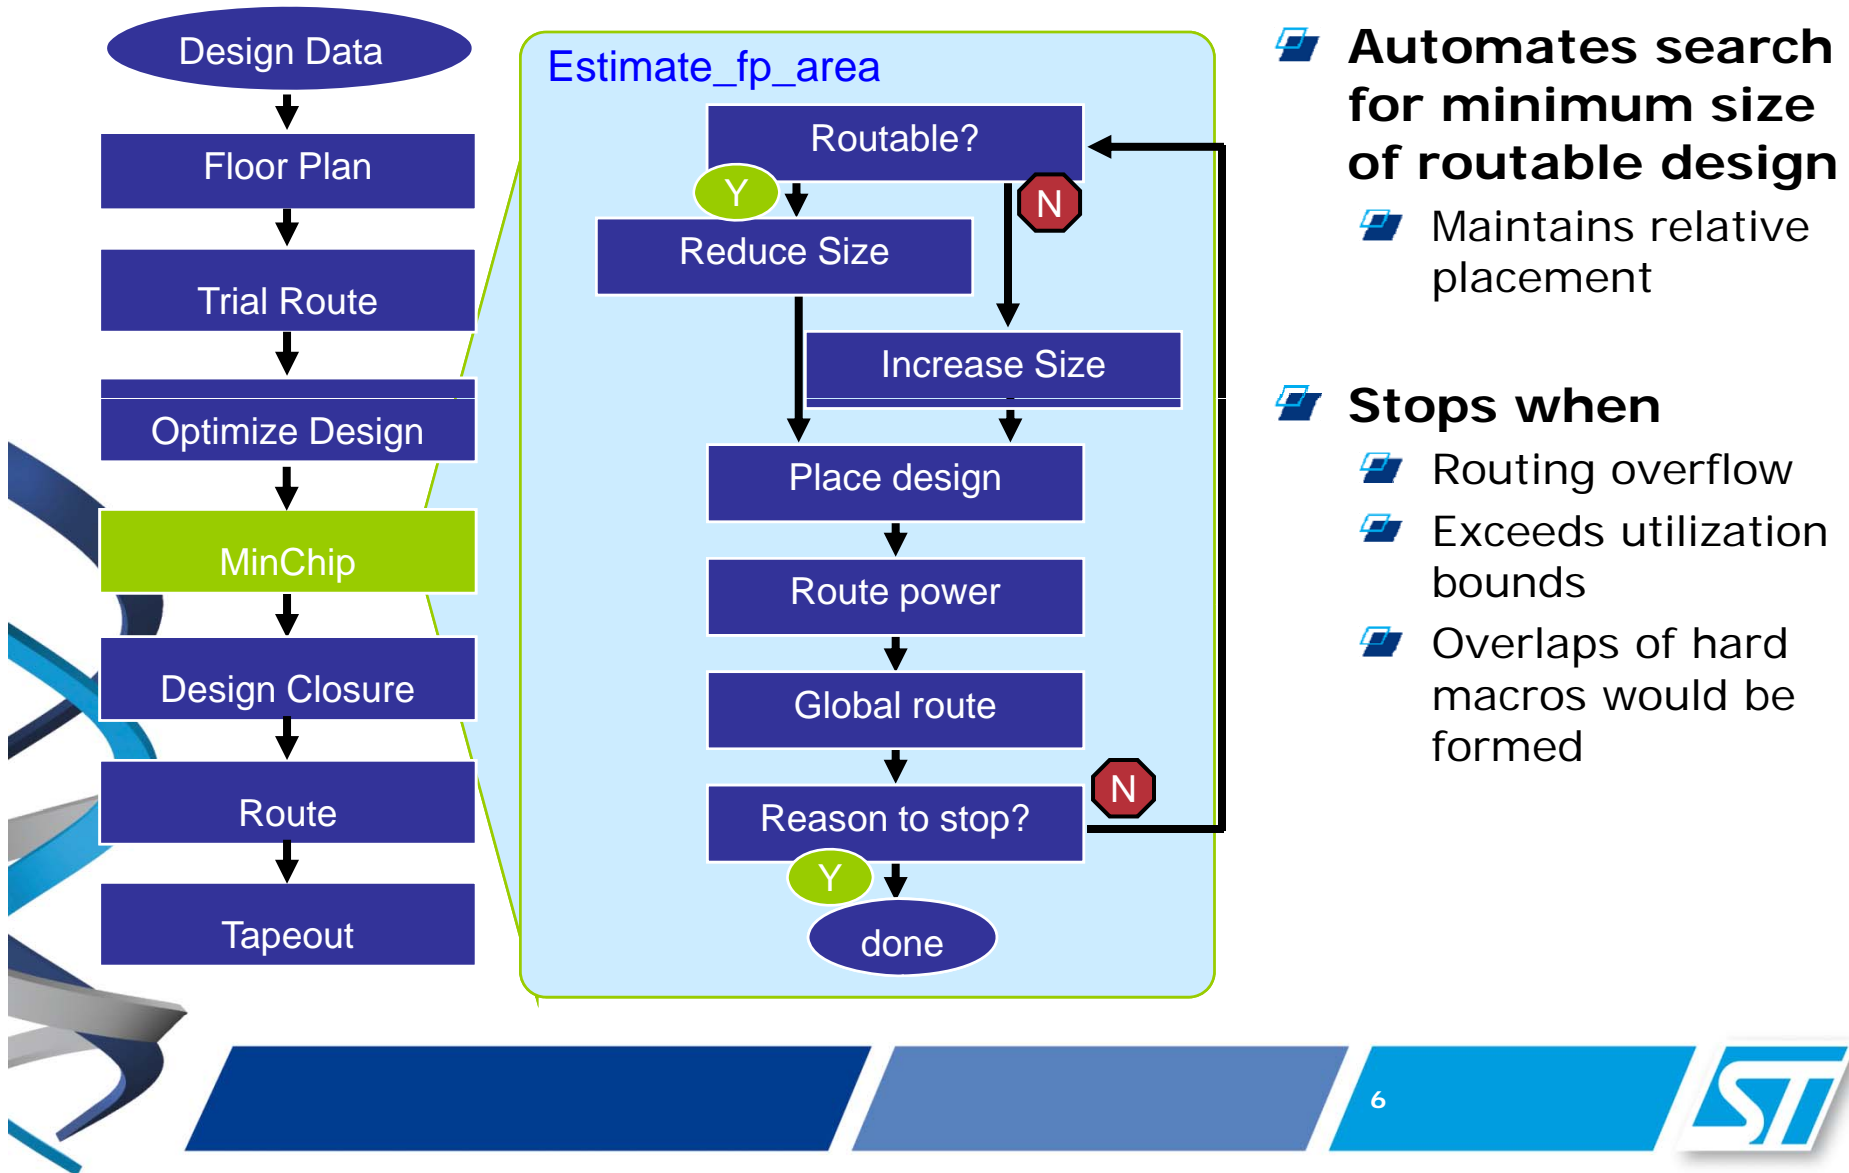 Design Data
Floor Plan
Trial Route
Optimize Design
MinChip
Design Closure
Route
Tapeout
Estimate_fp_area
Routable?
Y
N
Reduce Size
Increase Size
Place design
Route power
Global route
N
Reason to stop?
Y
done
Automates search
for minimum size
of routable design
Maintains relative
placement
Stops when
Routing overflow
Exceeds utilization
bounds
Overlaps of hard
macros would be
formed
6
ST